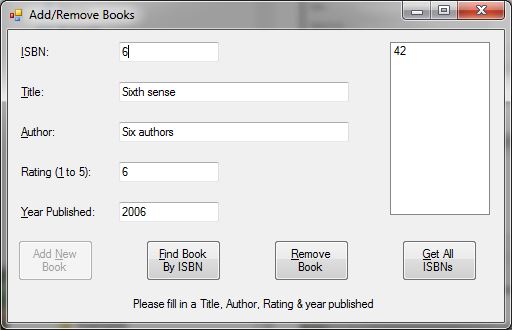 Add/Remove Books
ISBN: 6 42
Title: Sixth sense
Author: Six authors
Rating (1 to 5): 6
Year Published: 2006
Add New
Book
Find Book
By ISBN
Remove
Book
Get All
ISBNs
Please fill in a Title, Author, Rating & year published